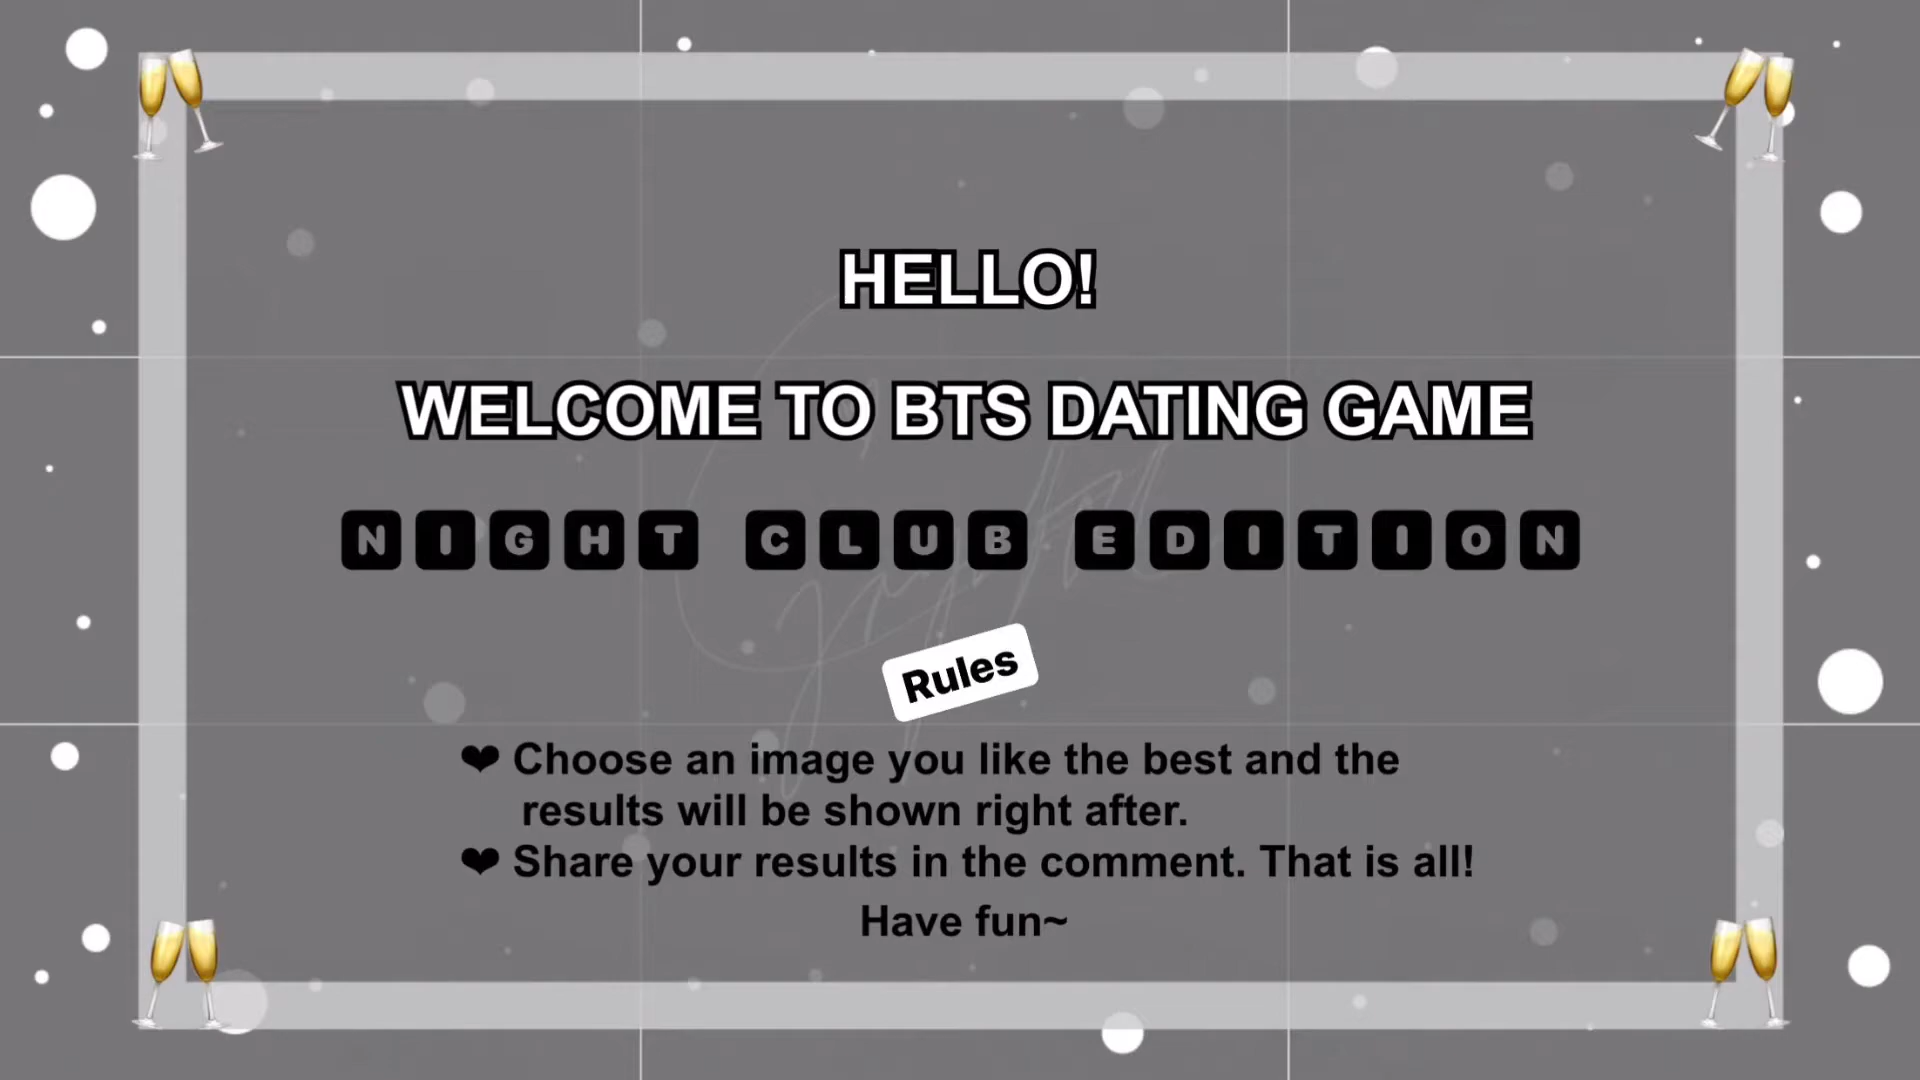 HELLO!
WELCOME TO BTS DATING GAME
NIGHT CLUB EDITION
Rules
❤ Choose an image you like the best and the
results will be shown right after.
❤ Share your results in the comment. That is all!
Have fun~